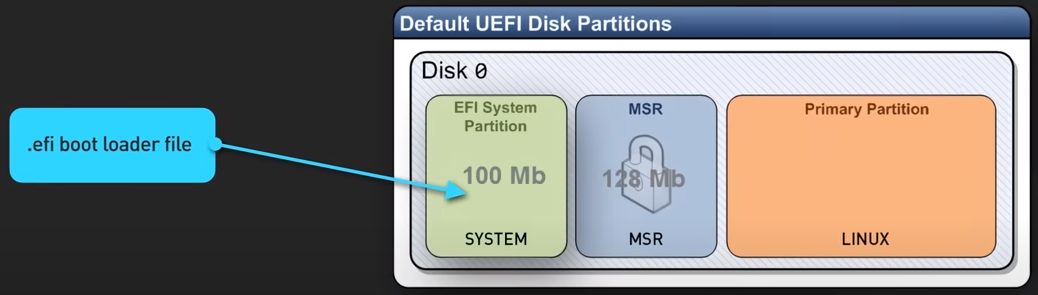 Default UEFI Disk Partitions
Disk 0
.efi boot loader file
EFI System
Partition
100 Mb
SYSTEM
MSR
128 Mb
MSR
Primary Partition
LINUX